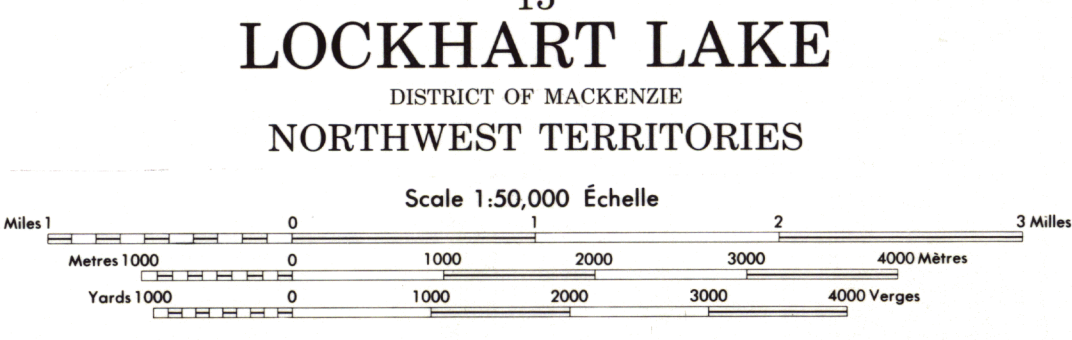 15
LOCKHART LAKE
DISTRICT OF MACKENZIE
NORTHWEST TERRITORIES
Scale 1:50,000 Échelle
Miles 1 0 1 2 3 Milles
Metres 1000 0 1000 2000 3000 4000 Mètres
Yards 1000 0 1000 2000 3000 4000 Verges